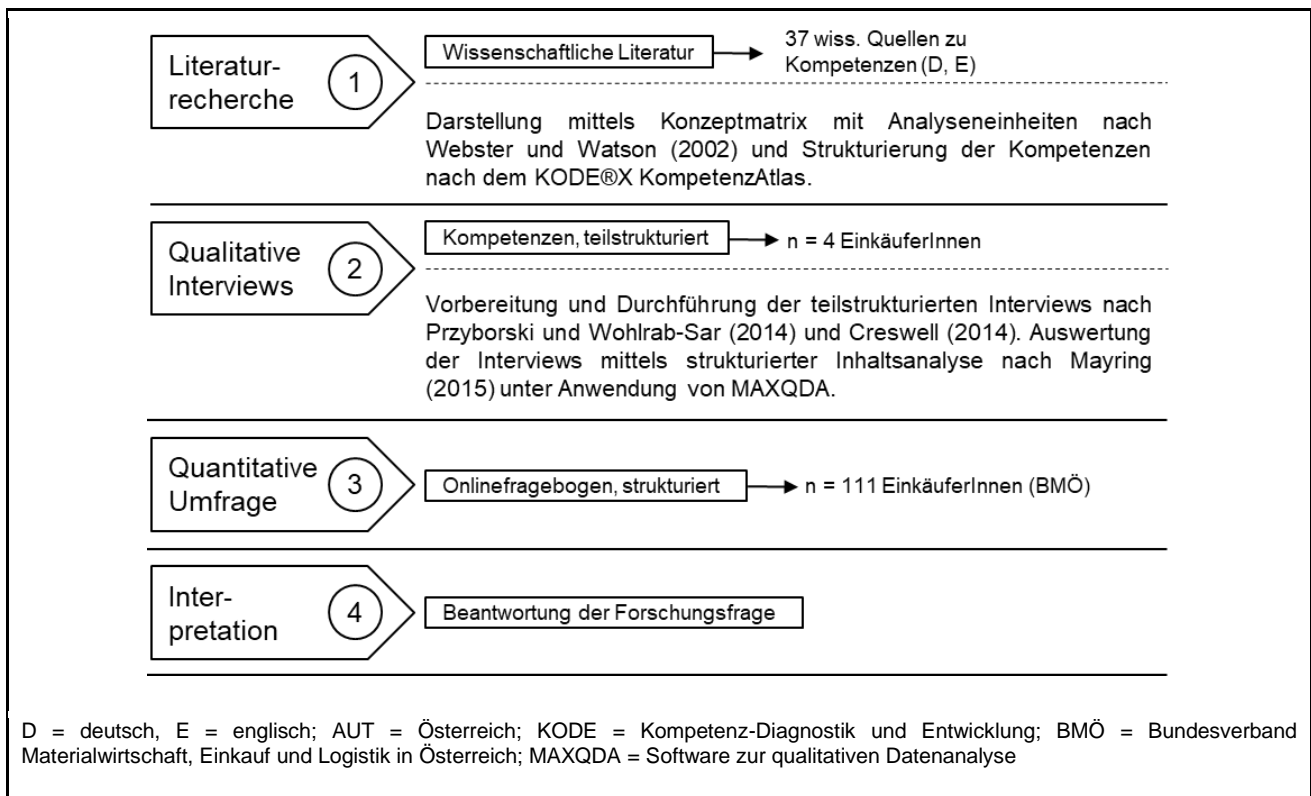 Literatur-
recherche
1
Wissenschaftliche Literatur
37 wiss. Quellen zu
Kompetenzen (D, E)
Darstellung mittels Konzeptmatrix mit Analyseneinheiten nach
Webster und Watson (2002) und Strukturierung der Kompetenzen
nach dem KODE®X KompetenzAtlas.
Qualitative
Interviews
2
Kompetenzen, teilstrukturiert
n = 4 EinkäuferInnen
Vorbereitung und Durchführung der teilstrukturierten Interviews nach
Przyborski und Wohlrab-Sar (2014) und Creswell (2014). Auswertung
der Interviews mittels strukturierter Inhaltsanalyse nach Mayring
(2015) unter Anwendung von MAXQDA.
Quantitative
Umfrage
3
Onlinefragebogen, strukturiert
n = 111 EinkäuferInnen (BMÖ)
Inter-
pretation
4
Beantwortung der Forschungsfrage
D = deutsch, E = englisch; AUT = Österreich; KODE = Kompetenz-Diagnostik und Entwicklung; BMÖ = Bundesverband
Materialwirtschaft, Einkauf und Logistik in Österreich; MAXQDA = Software zur qualitativen Datenanalyse